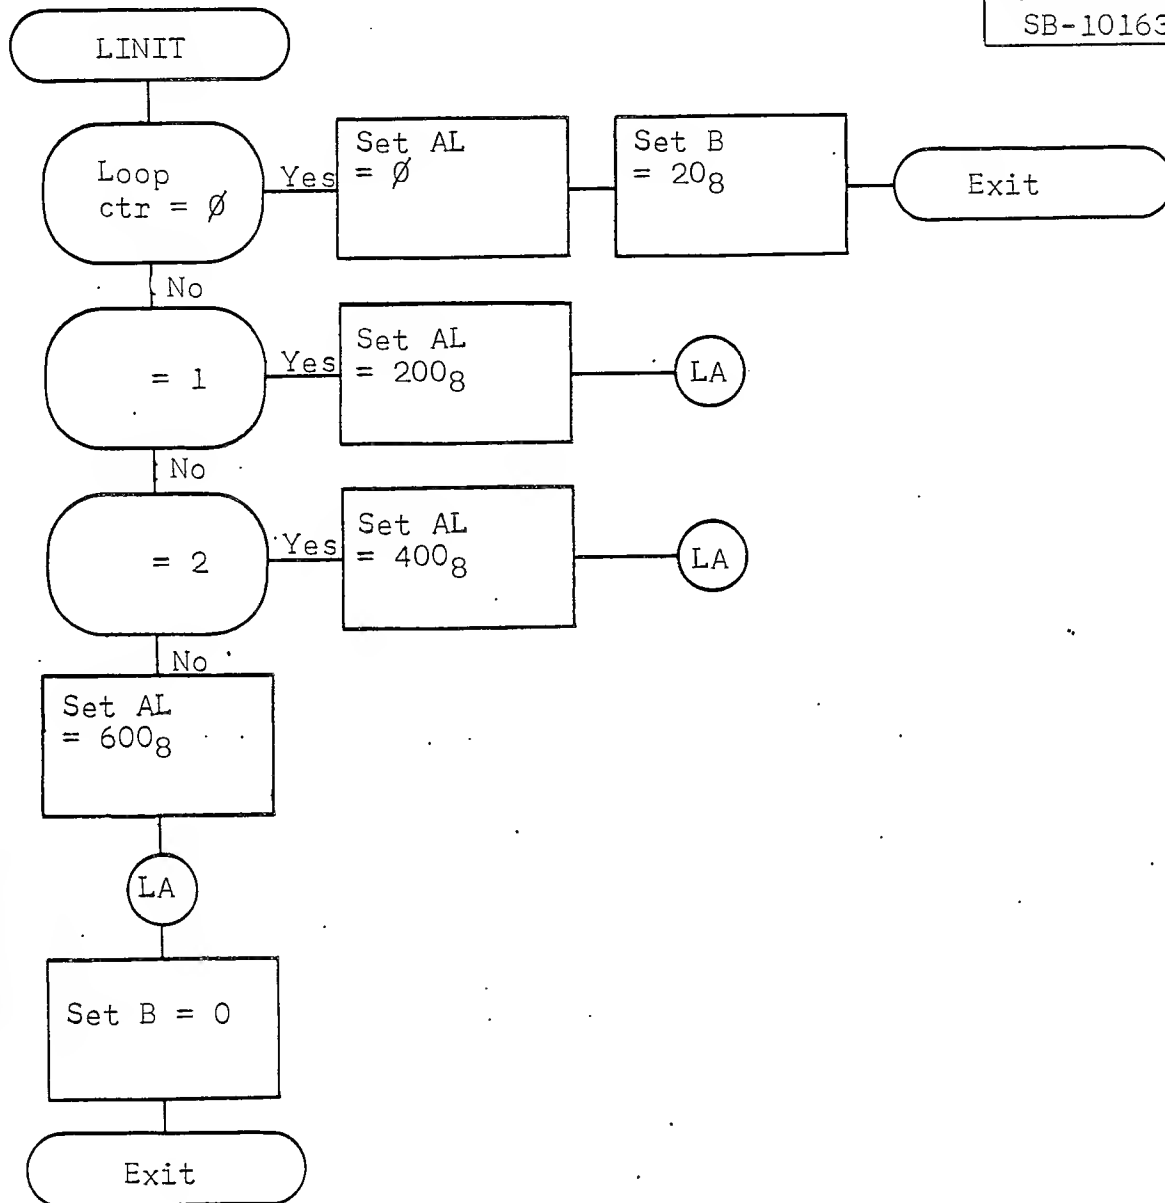 SB-10163
LINIT
Loop
ctr = Ø
Yes
Set AL
= Ø
Set B
= 20₈
Exit
No
= 1
Yes
Set AL
= 200₈
LA
No
= 2
Yes
Set AL
= 400₈
LA
No
Set AL
= 600₈
LA
Set B = 0
Exit